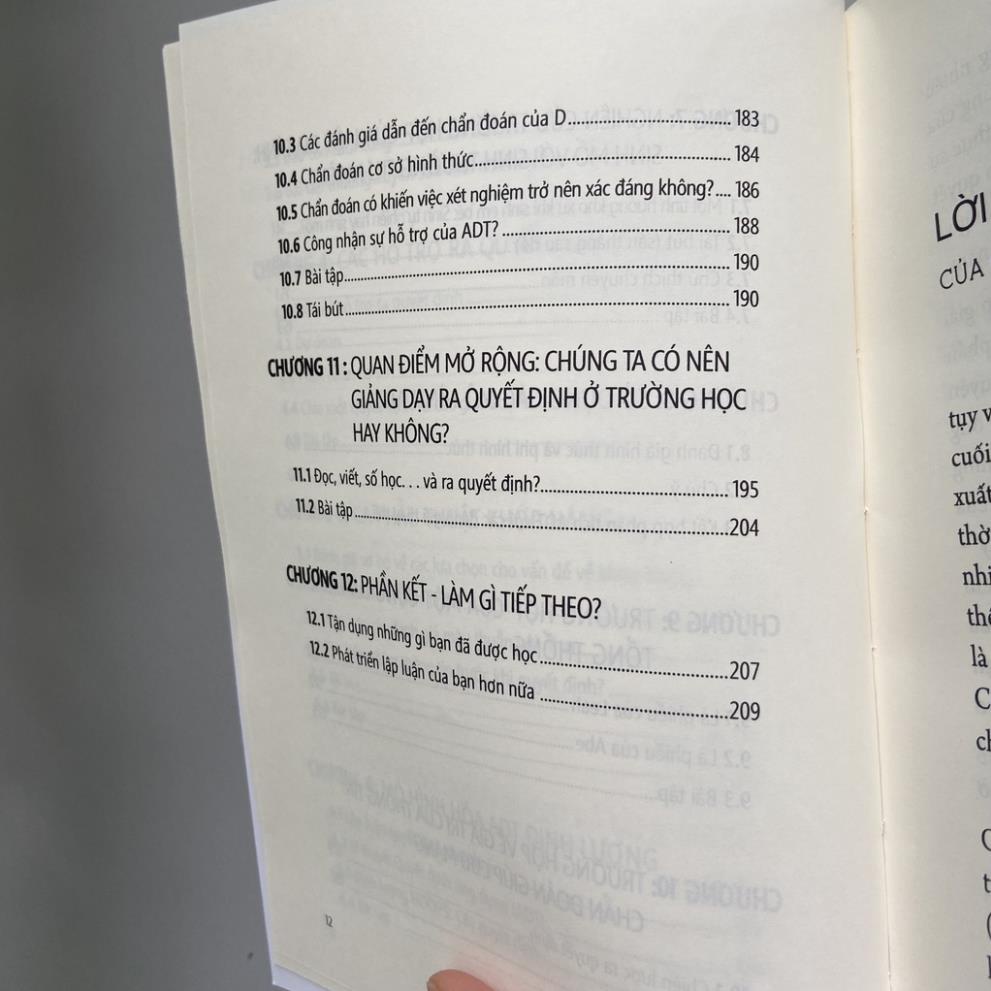 10.3 Các đánh giá dẫn đến chẩn đoán của D.................................... 183
10.4 Chẩn đoán cơ sở hình thức......................................................... 184
10.5 Chẩn đoán có khiến việc xét nghiệm trở nên xác đáng không?.... 186
10.6 Công nhận sự hỗ trợ của ADT? .................................................. 188
10.7 Bài tập...................................................................................... 190
10.8 Tái bút...................................................................................... 190
CHƯƠNG 11: QUAN ĐIỂM MỞ RỘNG: CHÚNG TA CÓ NÊN
GIẢNG DẠY RA QUYẾT ĐỊNH Ở TRƯỜNG HỌC
HAY KHÔNG?
11.1 Đọc, viết, số học. . . và ra quyết định?........................................ 195
11.2 Bài tập......................................................................................204
CHƯƠNG 12: PHẦN KẾT - LÀM GÌ TIẾP THEO?
12.1 Tận dụng những gì bạn đã được học..........................................207
12.2 Phát triển lập luận của bạn hơn nữa ..........................................209
12
LỜI
CỦA
tụy v
cuối
xuất
thờ
nhi
thế
là
C